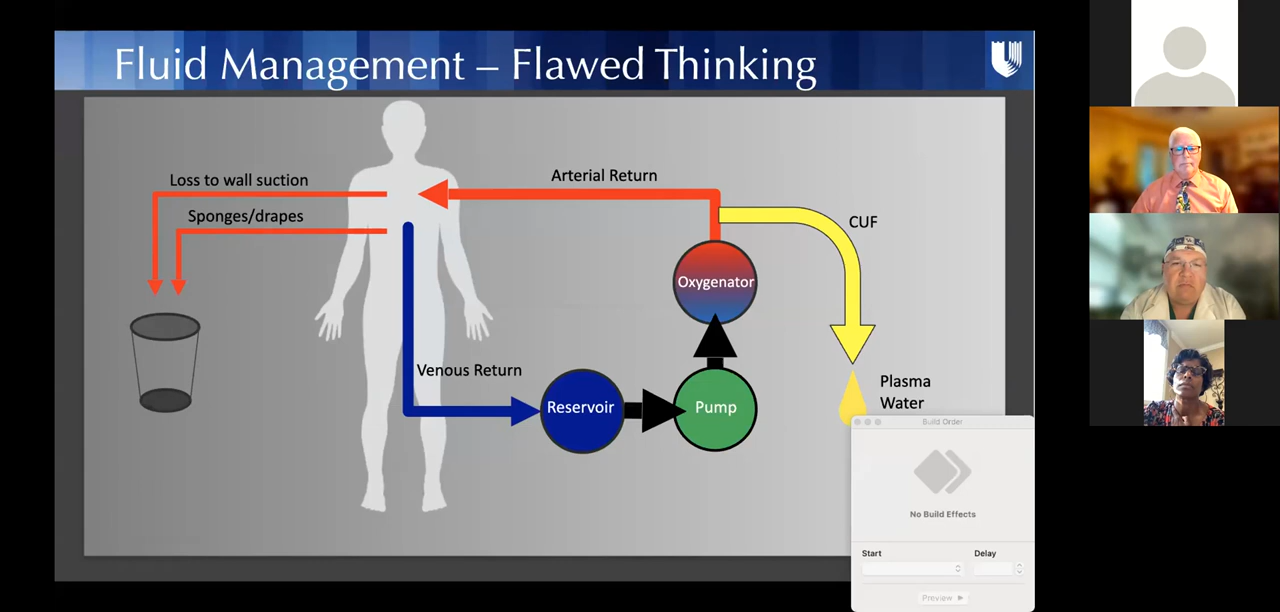 Fluid Management – Flawed Thinking
Loss to wall suction
Sponges/drapes
Arterial Return
CUF
Oxygenator
Venous Return
Reservoir
Pump
Plasma
Water
Build Order
No Build Effects
Start
Delay
Preview